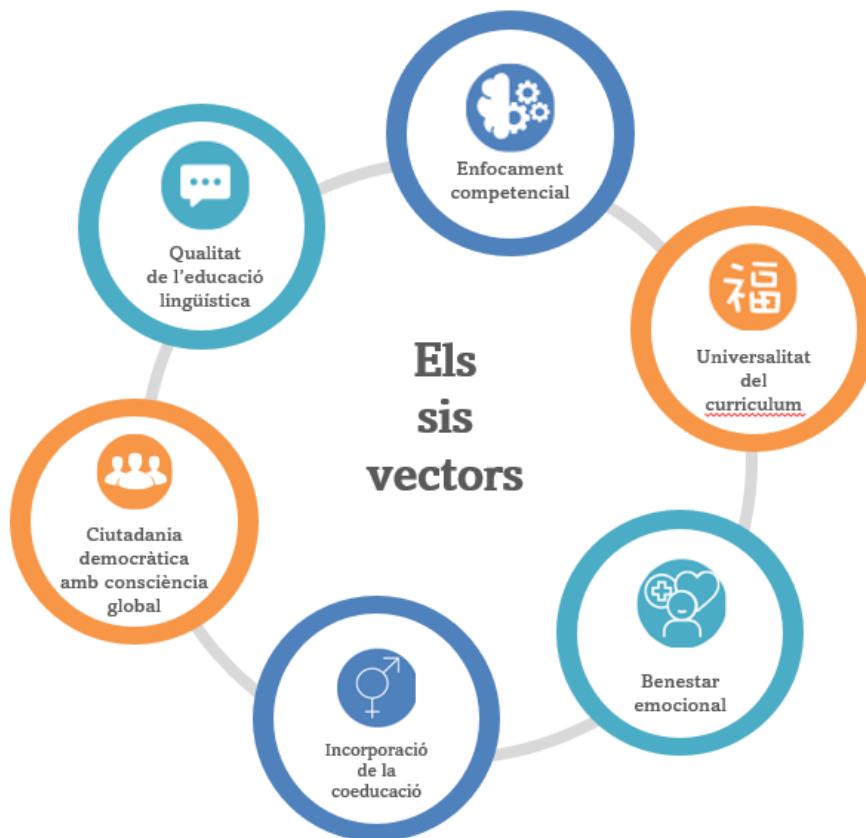 Els
sis
vectors
Enfocament
competencial
福
Universalitat
del
curriculum
Benestar
emocional
Incorporació
de la
coeducació
Ciutadania
democràtica
amb consciència
global
Qualitat
de l'educació
lingüística